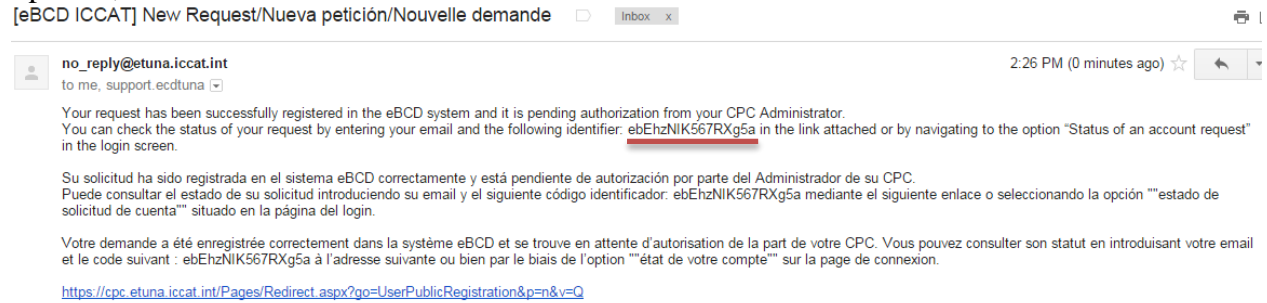 [eBCD ICCAT] New Request/Nueva petición/Nouvelle demande Inbox x
no_reply@etuna.iccat.int 2:26 PM (0 minutes ago)
to me, support.ecdtuna
Your request has been successfully registered in the eBCD system and it is pending authorization from your CPC Administrator.
You can check the status of your request by entering your email and the following identifier: ebEhzNIK567RXg5a in the link attached or by navigating to the option “Status of an account request”
in the login screen.
Su solicitud ha sido registrada en el sistema eBCD correctamente y está pendiente de autorización por parte del Administrador de su CPC.
Puede consultar el estado de su solicitud introduciendo su email y el siguiente código identificador: ebEhzNIK567RXg5a mediante el siguiente enlace o seleccionando la opción ""estado de
solicitud de cuenta"" situado en la página del login.
Votre demande a été enregistrée correctement dans la système eBCD et se trouve en attente d’autorisation de la part de votre CPC. Vous pouvez consulter son statut en introduisant votre email
et le code suivant : ebEhzNIK567RXg5a à l’adresse suivante ou bien par le biais de l’option ""état de votre compte"" sur la page de connexion.
https://cpc.etuna.iccat.int/Pages/Redirect.aspx?go=UserPublicRegistration&p=n&v=Q